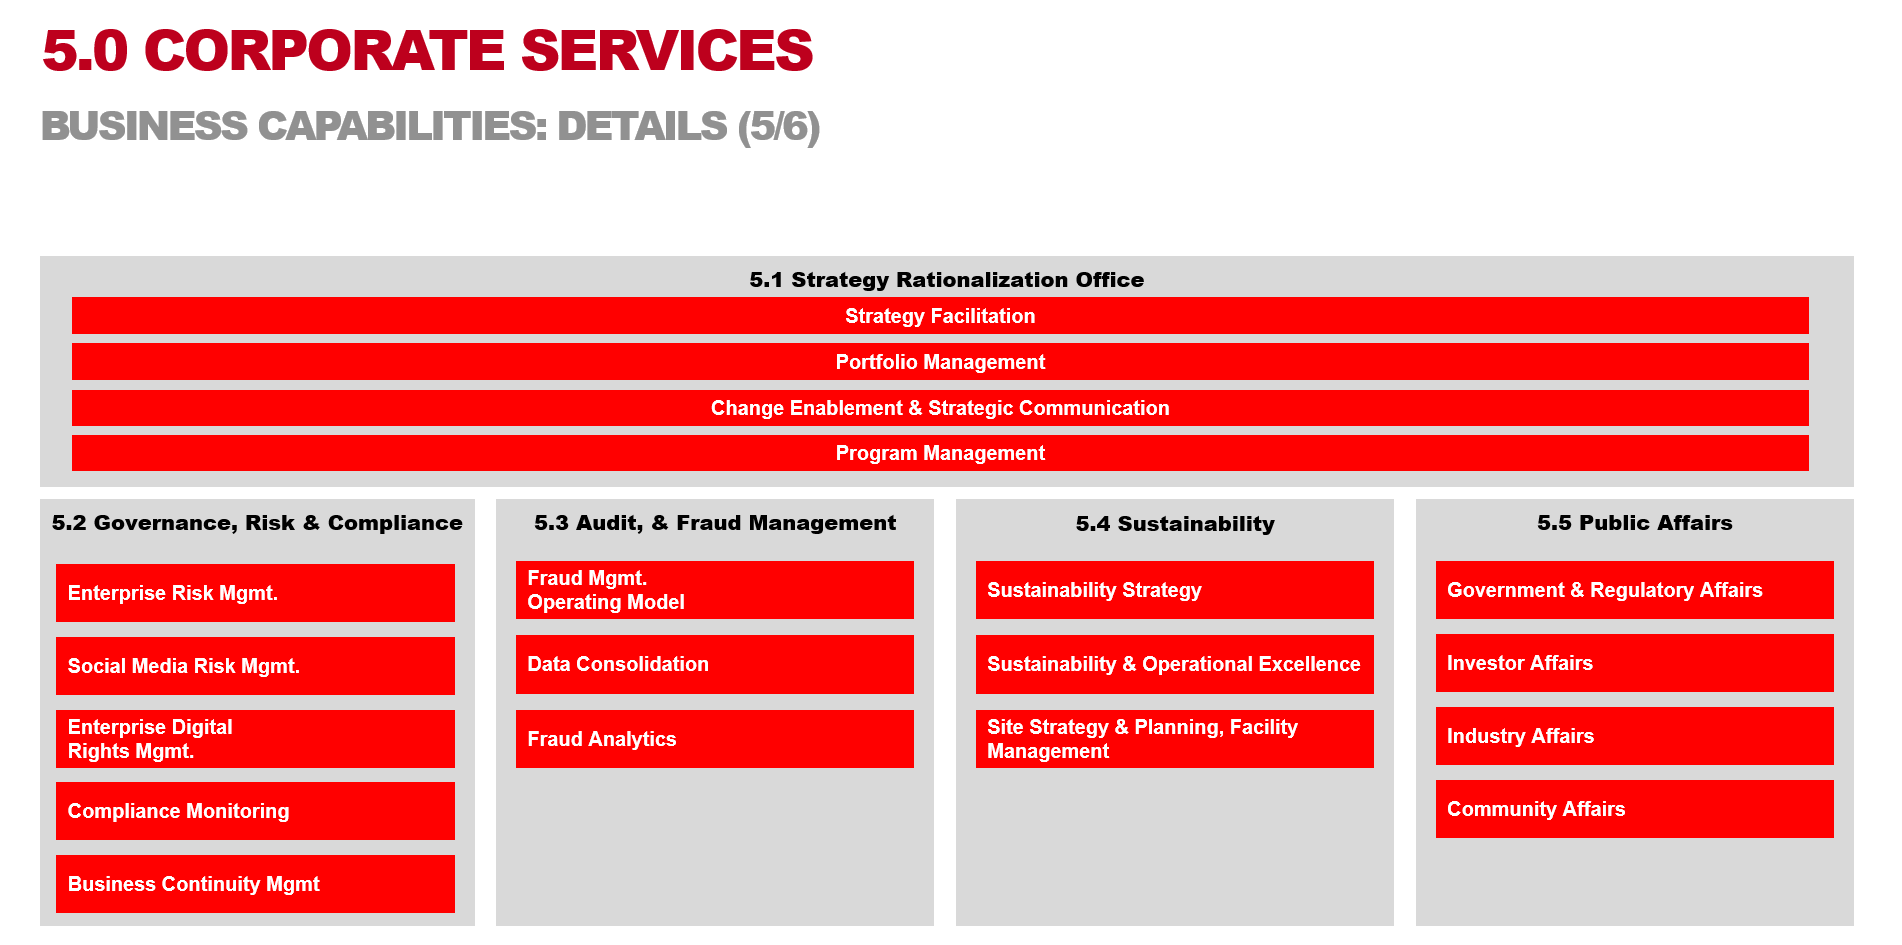 5.0 CORPORATE SERVICES
BUSINESS CAPABILITIES: DETAILS (5/6)
5.1 Strategy Rationalization Office
Strategy Facilitation
Portfolio Management
Change Enablement & Strategic Communication
Program Management
5.2 Governance, Risk & Compliance
Enterprise Risk Mgmt.
Social Media Risk Mgmt.
Enterprise Digital
Rights Mgmt.
Compliance Monitoring
Business Continuity Mgmt
5.3 Audit, & Fraud Management
Fraud Mgmt.
Operating Model
Data Consolidation
Fraud Analytics
5.4 Sustainability
Sustainability Strategy
Sustainability & Operational Excellence
Site Strategy & Planning, Facility
Management
5.5 Public Affairs
Government & Regulatory Affairs
Investor Affairs
Industry Affairs
Community Affairs